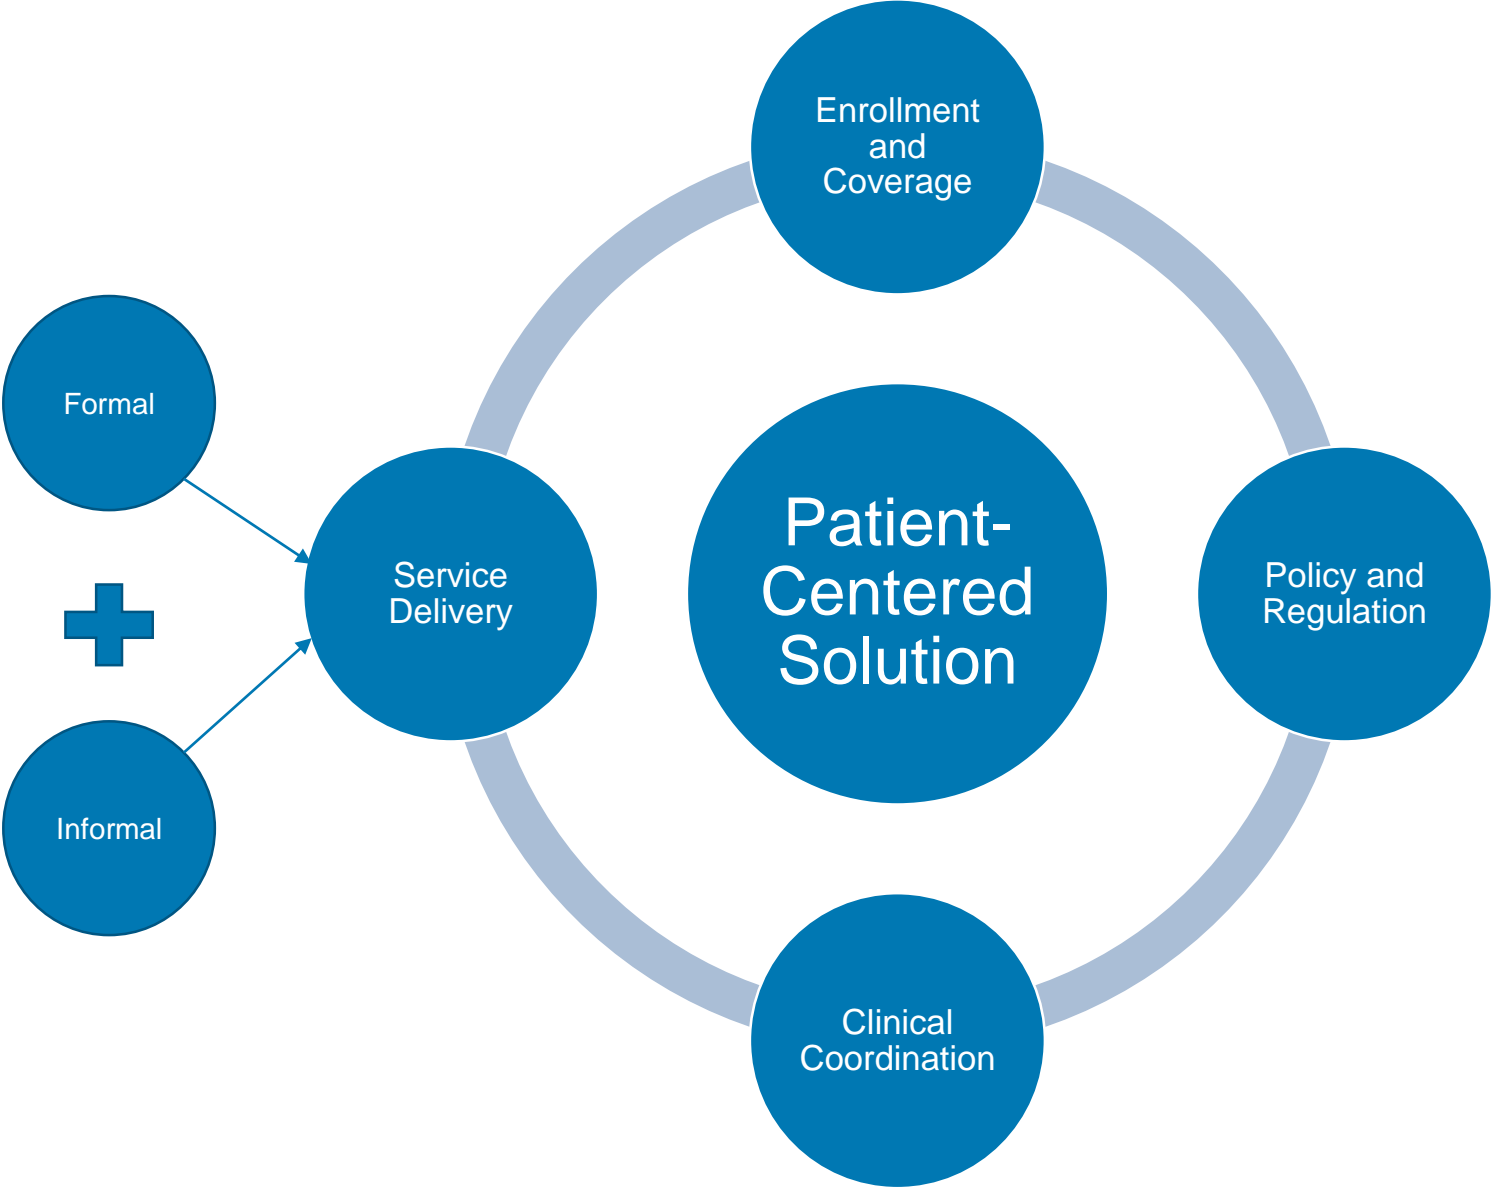 Enrollment
and
Coverage
Formal
Service
Delivery
Patient-
Centered
Solution
Policy and
Regulation
Informal
Clinical
Coordination